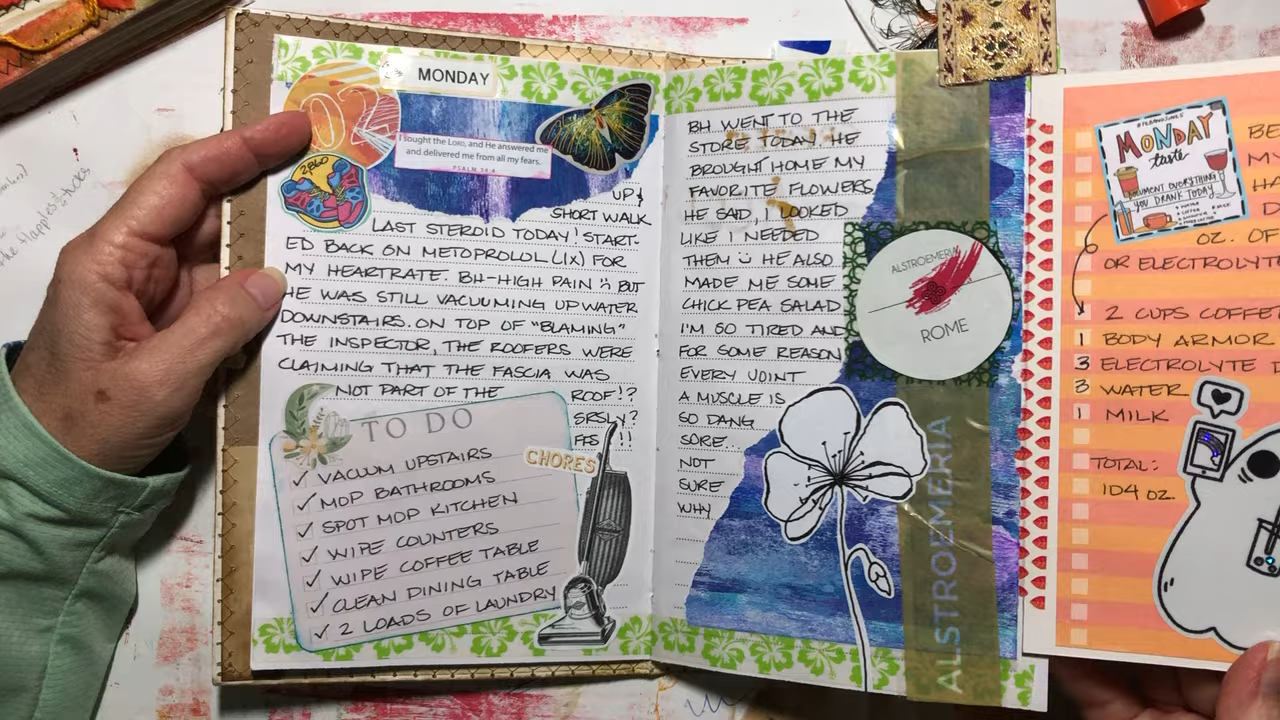 MONDAY
02
I sought the LORD, and He answered me
and delivered me from all my fears.
PSALM 34:4
2860
UP &
SHORT WALK
LAST STEROID TODAY! START-
ED BACK ON METOPROLOL (1X) FOR
MY HEARTRATE. BH-HIGH PAIN :( BUT
HE WAS STILL VACUUMING UP WATER
DOWNSTAIRS. ON TOP OF "BLAMING"
THE INSPECTOR, THE ROOFERS WERE
CLAIMING THAT THE FASCIA WAS
NOT PART OF THE ROOF!?
SRSLY?
FFS!!
TO DO
✓ VACUUM UPSTAIRS
✓ MOP BATHROOMS
✓ SPOT MOP KITCHEN
✓ WIPE COUNTERS
✓ WIPE COFFEE TABLE
✓ CLEAN DINING TABLE
✓ 2 LOADS OF LAUNDRY
CHORES
BH WENT TO THE
STORE TODAY. HE
BROUGHT HOME MY
FAVORITE FLOWERS
HE SAID, I LOOKED
LIKE I NEEDED
THEM :) HE ALSO
MADE ME SOME
CHICK PEA SALAD
I'M SO TIRED AND
FOR SOME REASON
EVERY JOINT
& MUSCLE IS
SO DANG
SORE...
NOT
SURE
WHY
ALSTROEMERIA
ROME
ALSTROEMERIA
MONDAY
taste
DOCUMENT EVERYTHING
YOU DRANK TODAY
OZ. OF
OR ELECTROLYTE
2 CUPS COFFEE
1 BODY ARMOR
3 ELECTROLYTE D
3 WATER
1 MILK
TOTAL:
104 OZ.